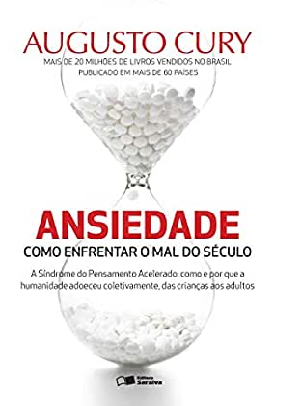 AUGUSTO CURY
MAIS DE 20 MILHÕES DE LIVROS VENDIDOS NO BRASIL
PUBLICADO EM MAIS DE 60 PAÍSES
ANSIEDADE
COMO ENFRENTAR O MAL DO SÉCULO
A Síndrome do Pensamento Acelerado: como e por que a
humanidade adoeceu coletivamente, das crianças aos adultos
Editora
Saraiva